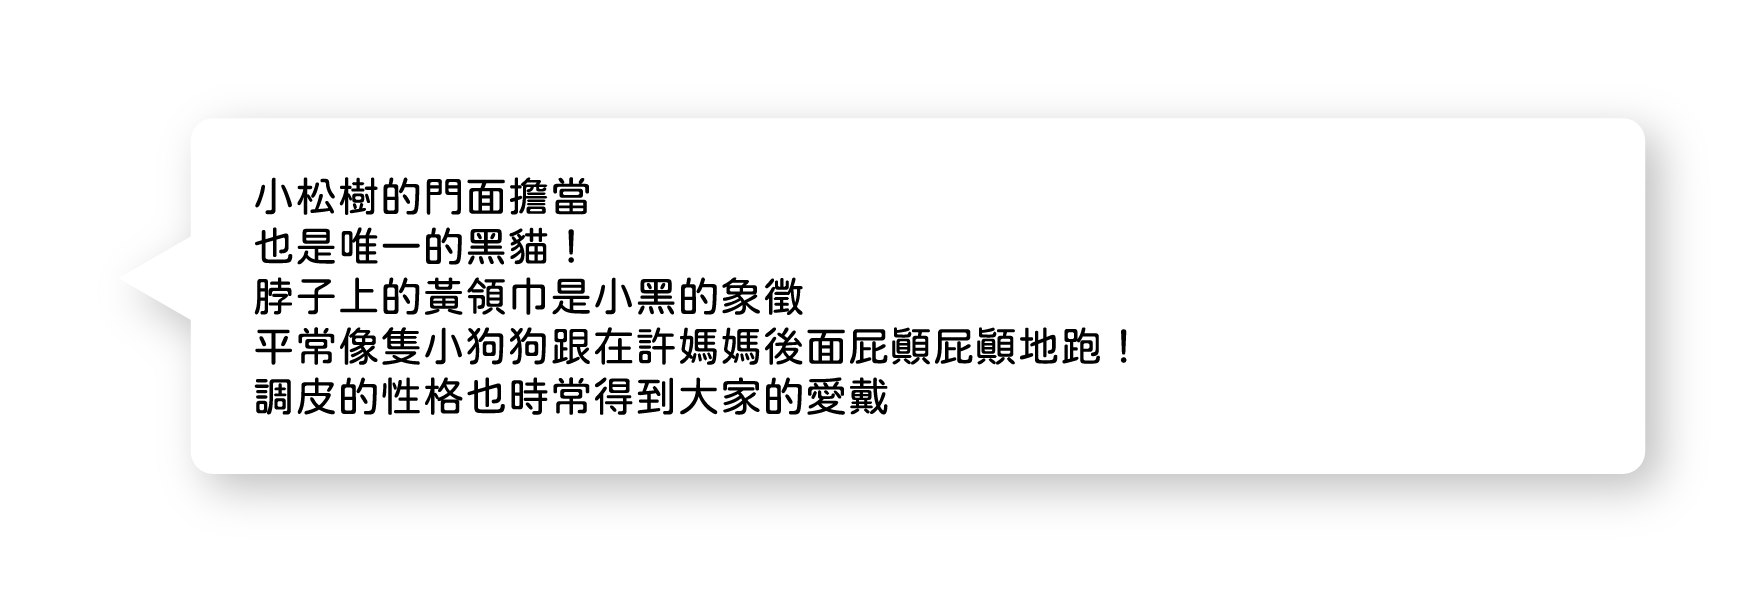 小松樹的門面擔當
也是唯一的黑貓！
脖子上的黃領巾是小黑的象徵
平常像隻小狗狗跟在許媽媽後面屁顛屁顛地跑！
調皮的性格也時常得到大家的愛戴